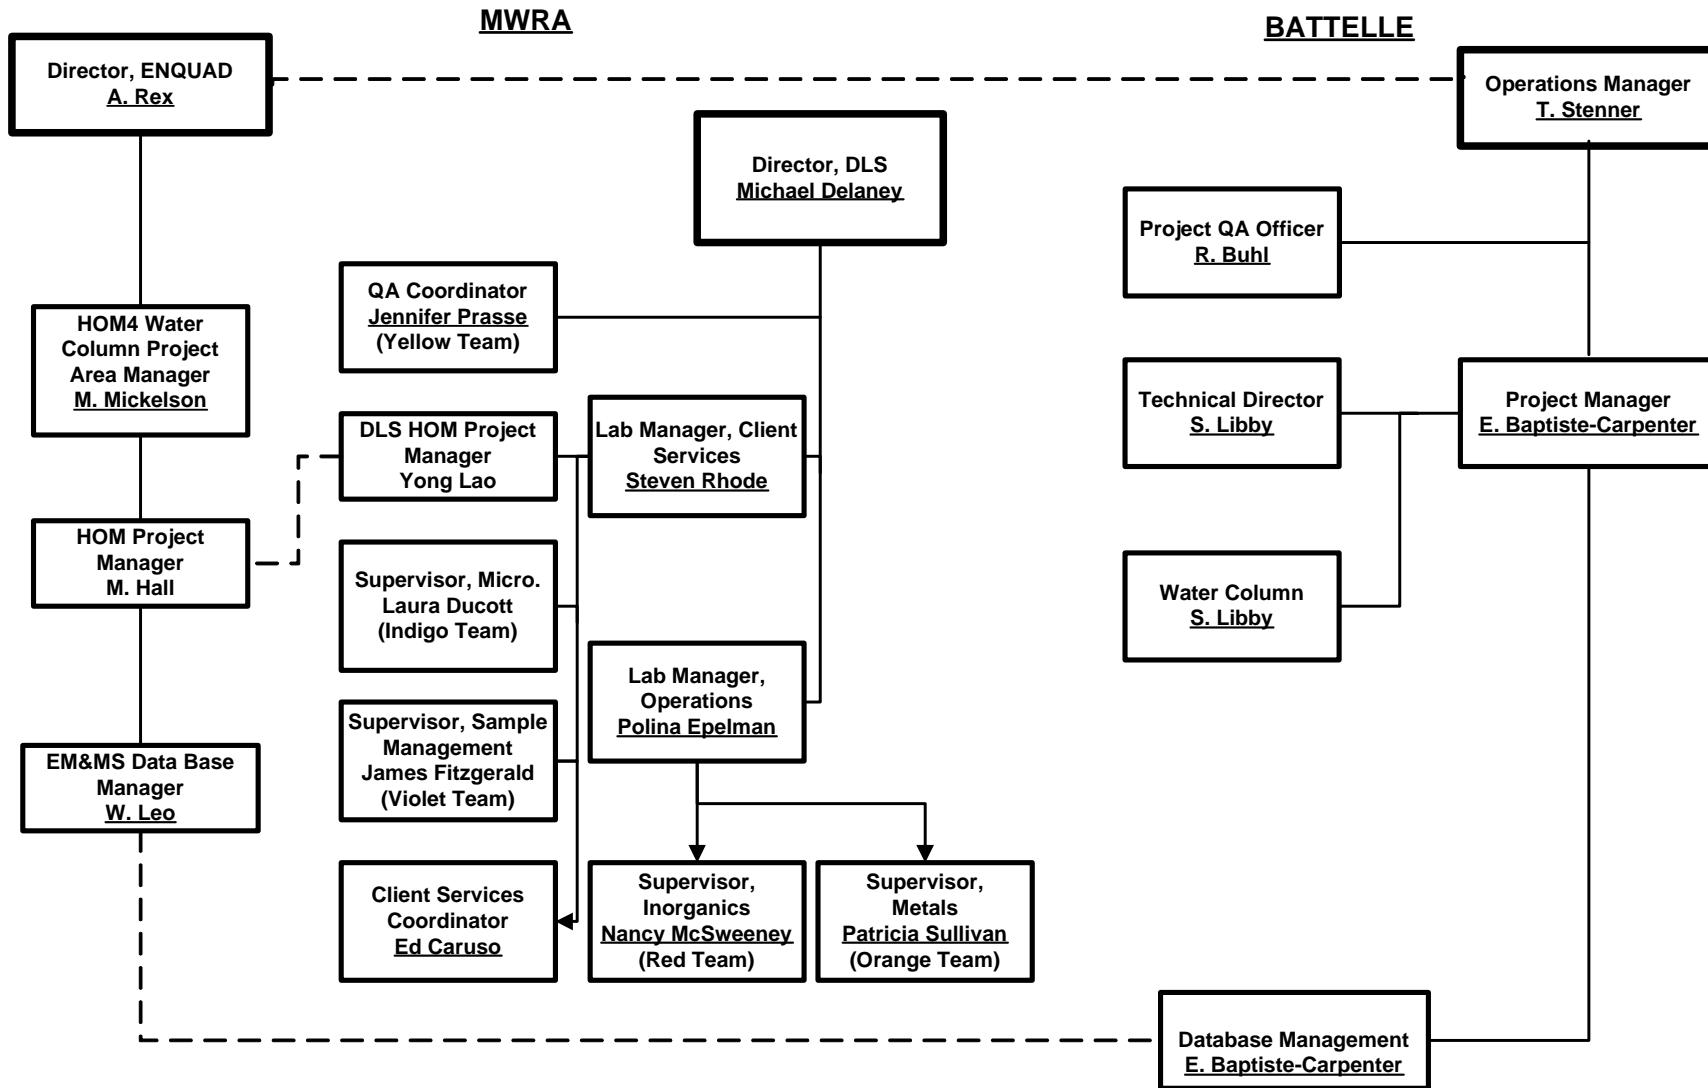 MWRA
BATTELLE
Director, ENQUAD
A. Rex
Operations Manager
T. Stenner
Director, DLS
Michael Delaney
Project QA Officer
R. Buhl
QA Coordinator
Jennifer Prasse
(Yellow Team)
HOM4 Water
Column Project
Area Manager
M. Mickelson
DLS HOM Project
Manager
Yong Lao
Lab Manager, Client
Services
Steven Rhode
Technical Director
S. Libby
Project Manager
E. Baptiste-Carpenter
HOM Project
Manager
M. Hall
Supervisor, Micro.
Laura Ducott
(Indigo Team)
Water Column
S. Libby
Lab Manager,
Operations
Polina Epelman
Supervisor, Sample
Management
James Fitzgerald
(Violet Team)
EM&MS Data Base
Manager
W. Leo
Client Services
Coordinator
Ed Caruso
Supervisor,
Inorganics
Nancy McSweeney
(Red Team)
Supervisor,
Metals
Patricia Sullivan
(Orange Team)
Database Management
E. Baptiste-Carpenter